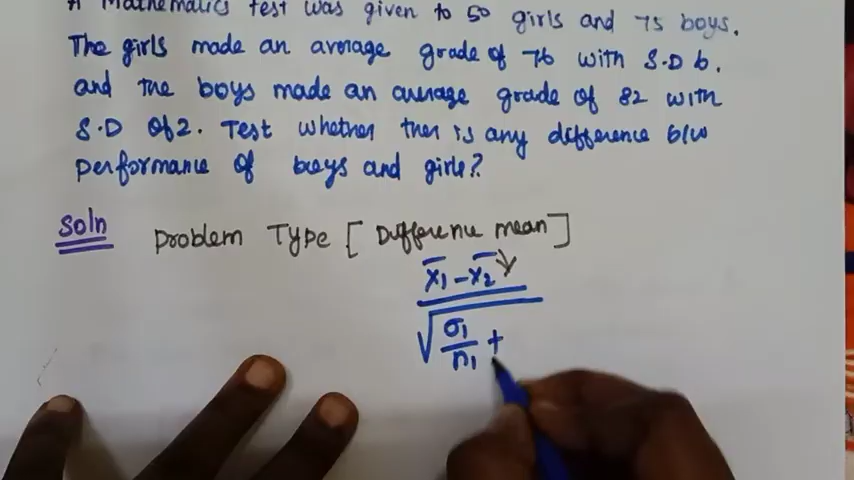 A Mathematics test was given to 50 girls and 75 boys.
The girls made an average grade of 76 with S.D 6.
and the boys made an average grade of 82 with
S.D of 2. Test whether ther is any difference b/w
performance of boys and girls?
Soln Problem Type [Difference mean]
x̄₁ - x̄₂
√ σ₁ +
n₁